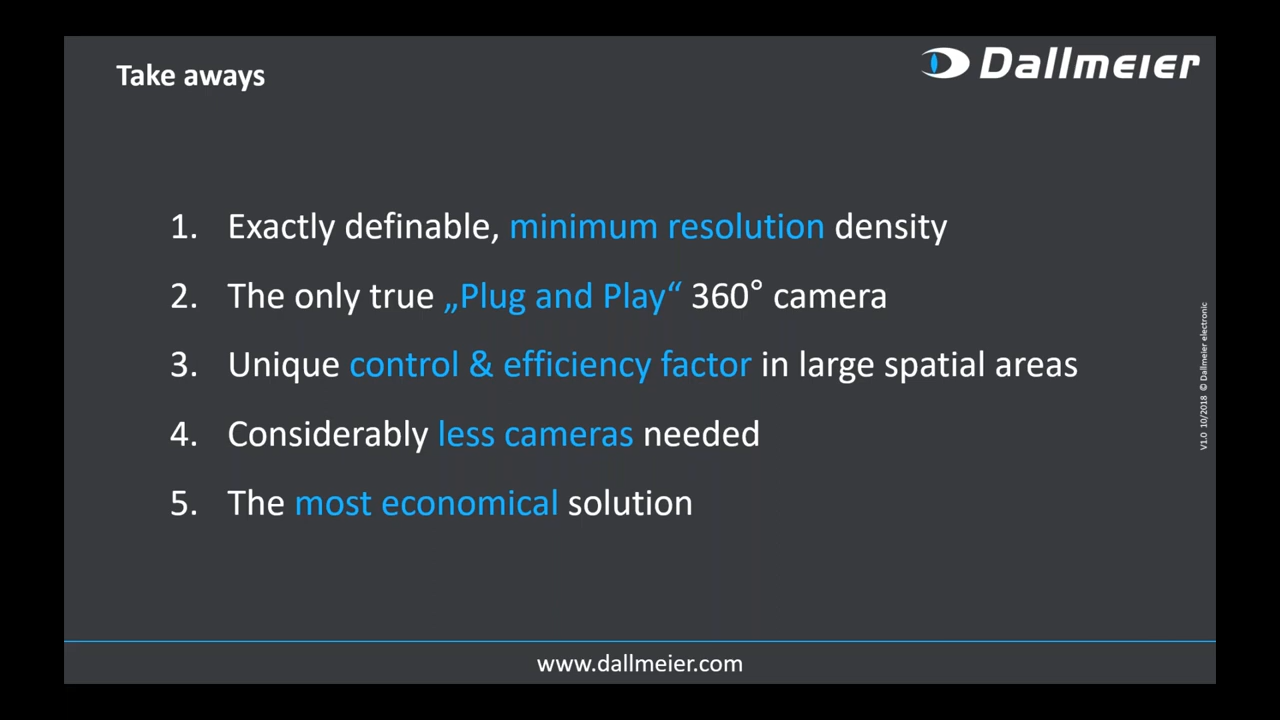 Take aways
Dallmeier
1. Exactly definable, minimum resolution density
2. The only true „Plug and Play“ 360° camera
3. Unique control & efficiency factor in large spatial areas
4. Considerably less cameras needed
5. The most economical solution
V1.0 10/2018 © Dallmeier electronic
www.dallmeier.com